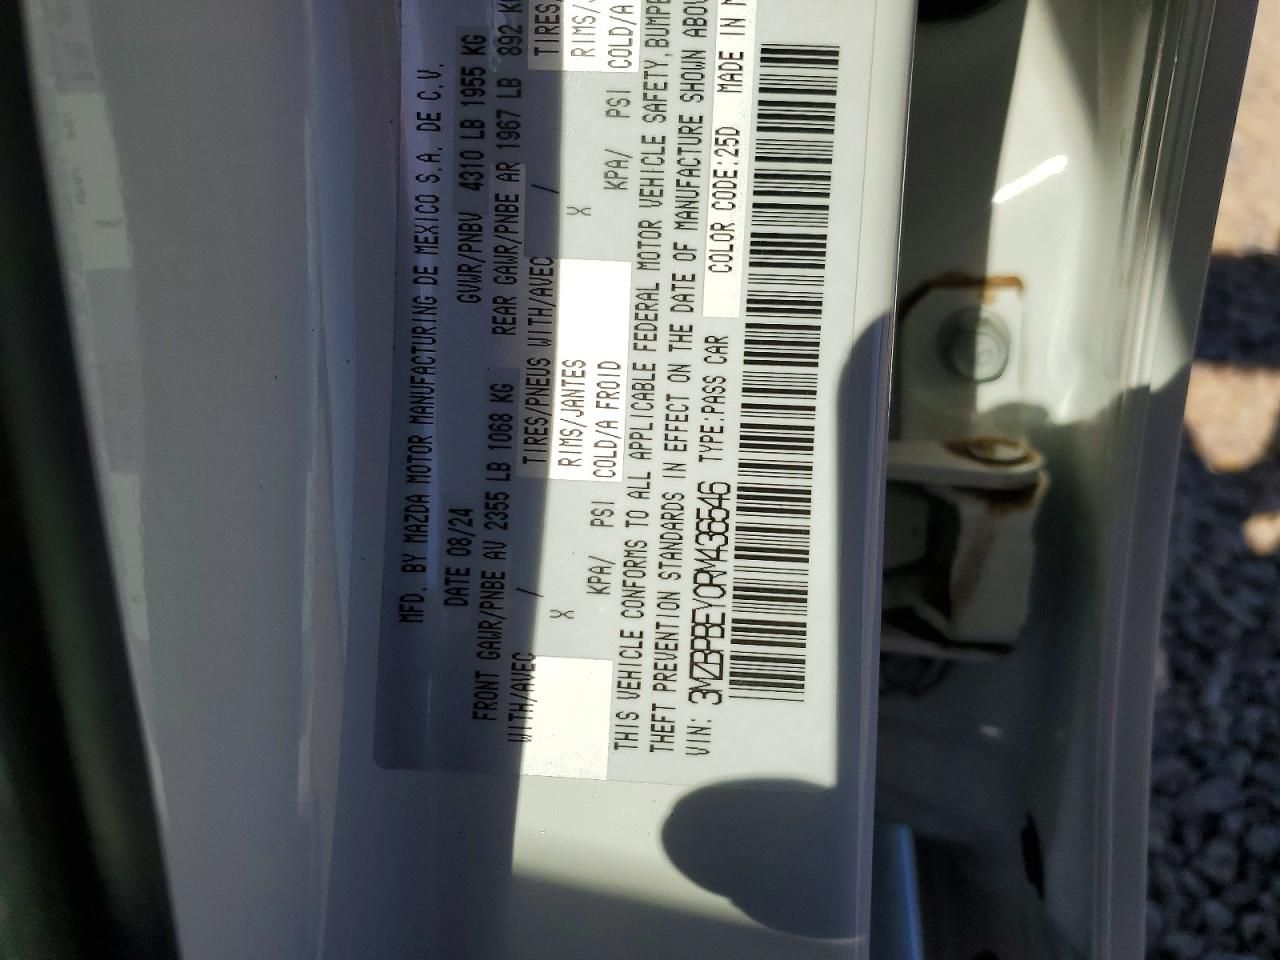 MFD. BY MAZDA MOTOR MANUFACTURING DE MEXICO S.A. DE C.V.
DATE 08/24 GVWR/PNBV 4310 LB 1955 KG
FRONT GAWR/PNBE AV 2355 LB 1068 KG REAR GAWR/PNBE AR 1967 LB 892
WITH/AVEC / TIRES/PNEUS WITH/AVEC / TIRES/
X RIMS/JANTES X RIMS/
KPA/ PSI COLD/A FROID KPA/ PSI COLD/A
THIS VEHICLE CONFORMS TO ALL APPLICABLE FEDERAL MOTOR VEHICLE SAFETY, BUMPE
THEFT PREVENTION STANDARDS IN EFFECT ON THE DATE OF MANUFACTURE SHOWN ABOV
VIN: 3MZBPBEY0RM436546 TYPE:PASS CAR COLOR CODE:25D MADE IN